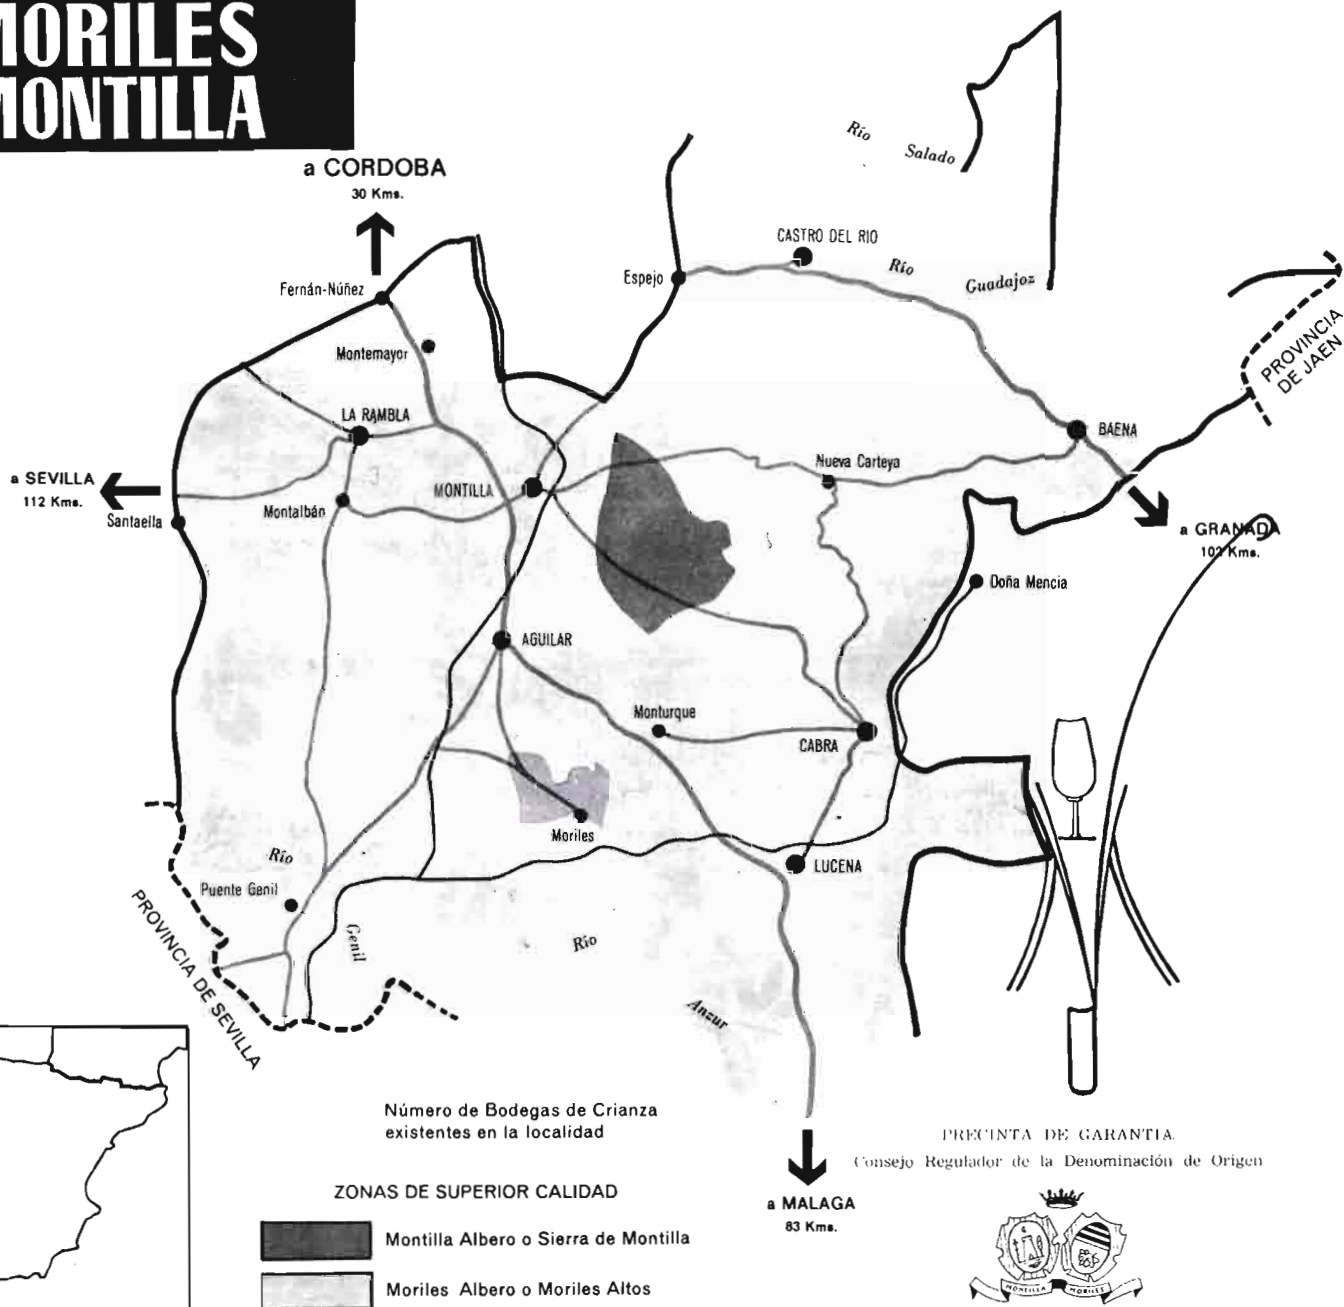 MORILES
MONTILLA
a CORDOBA
30 Kms.
Río
Salado
CASTRO DEL RIO
Río
Guadajoz
Espejo
Fernán-Núñez
Montemayor
PROVINCIA
DE JAEN
LA RAMBLA
BAENA
a SEVILLA
112 Kms.
Nueva Carteya
MONTILLA
Montalbán
Santaella
a GRANADA
102 Kms.
Doña Mencia
AGUILAR
Monturque
CABRA
Moriles
LUCENA
Río
Puente Genil
Genil
Río
Anzur
PROVINCIA DE SEVILLA
Número de Bodegas de Crianza
existentes en la localidad
ZONAS DE SUPERIOR CALIDAD
Montilla Albero o Sierra de Montilla
Moriles Albero o Moriles Altos
a MALAGA
83 Kms.
PRECINTA DE GARANTIA
Consejo Regulador de la Denominación de Origen
MONTILLA
MORILES